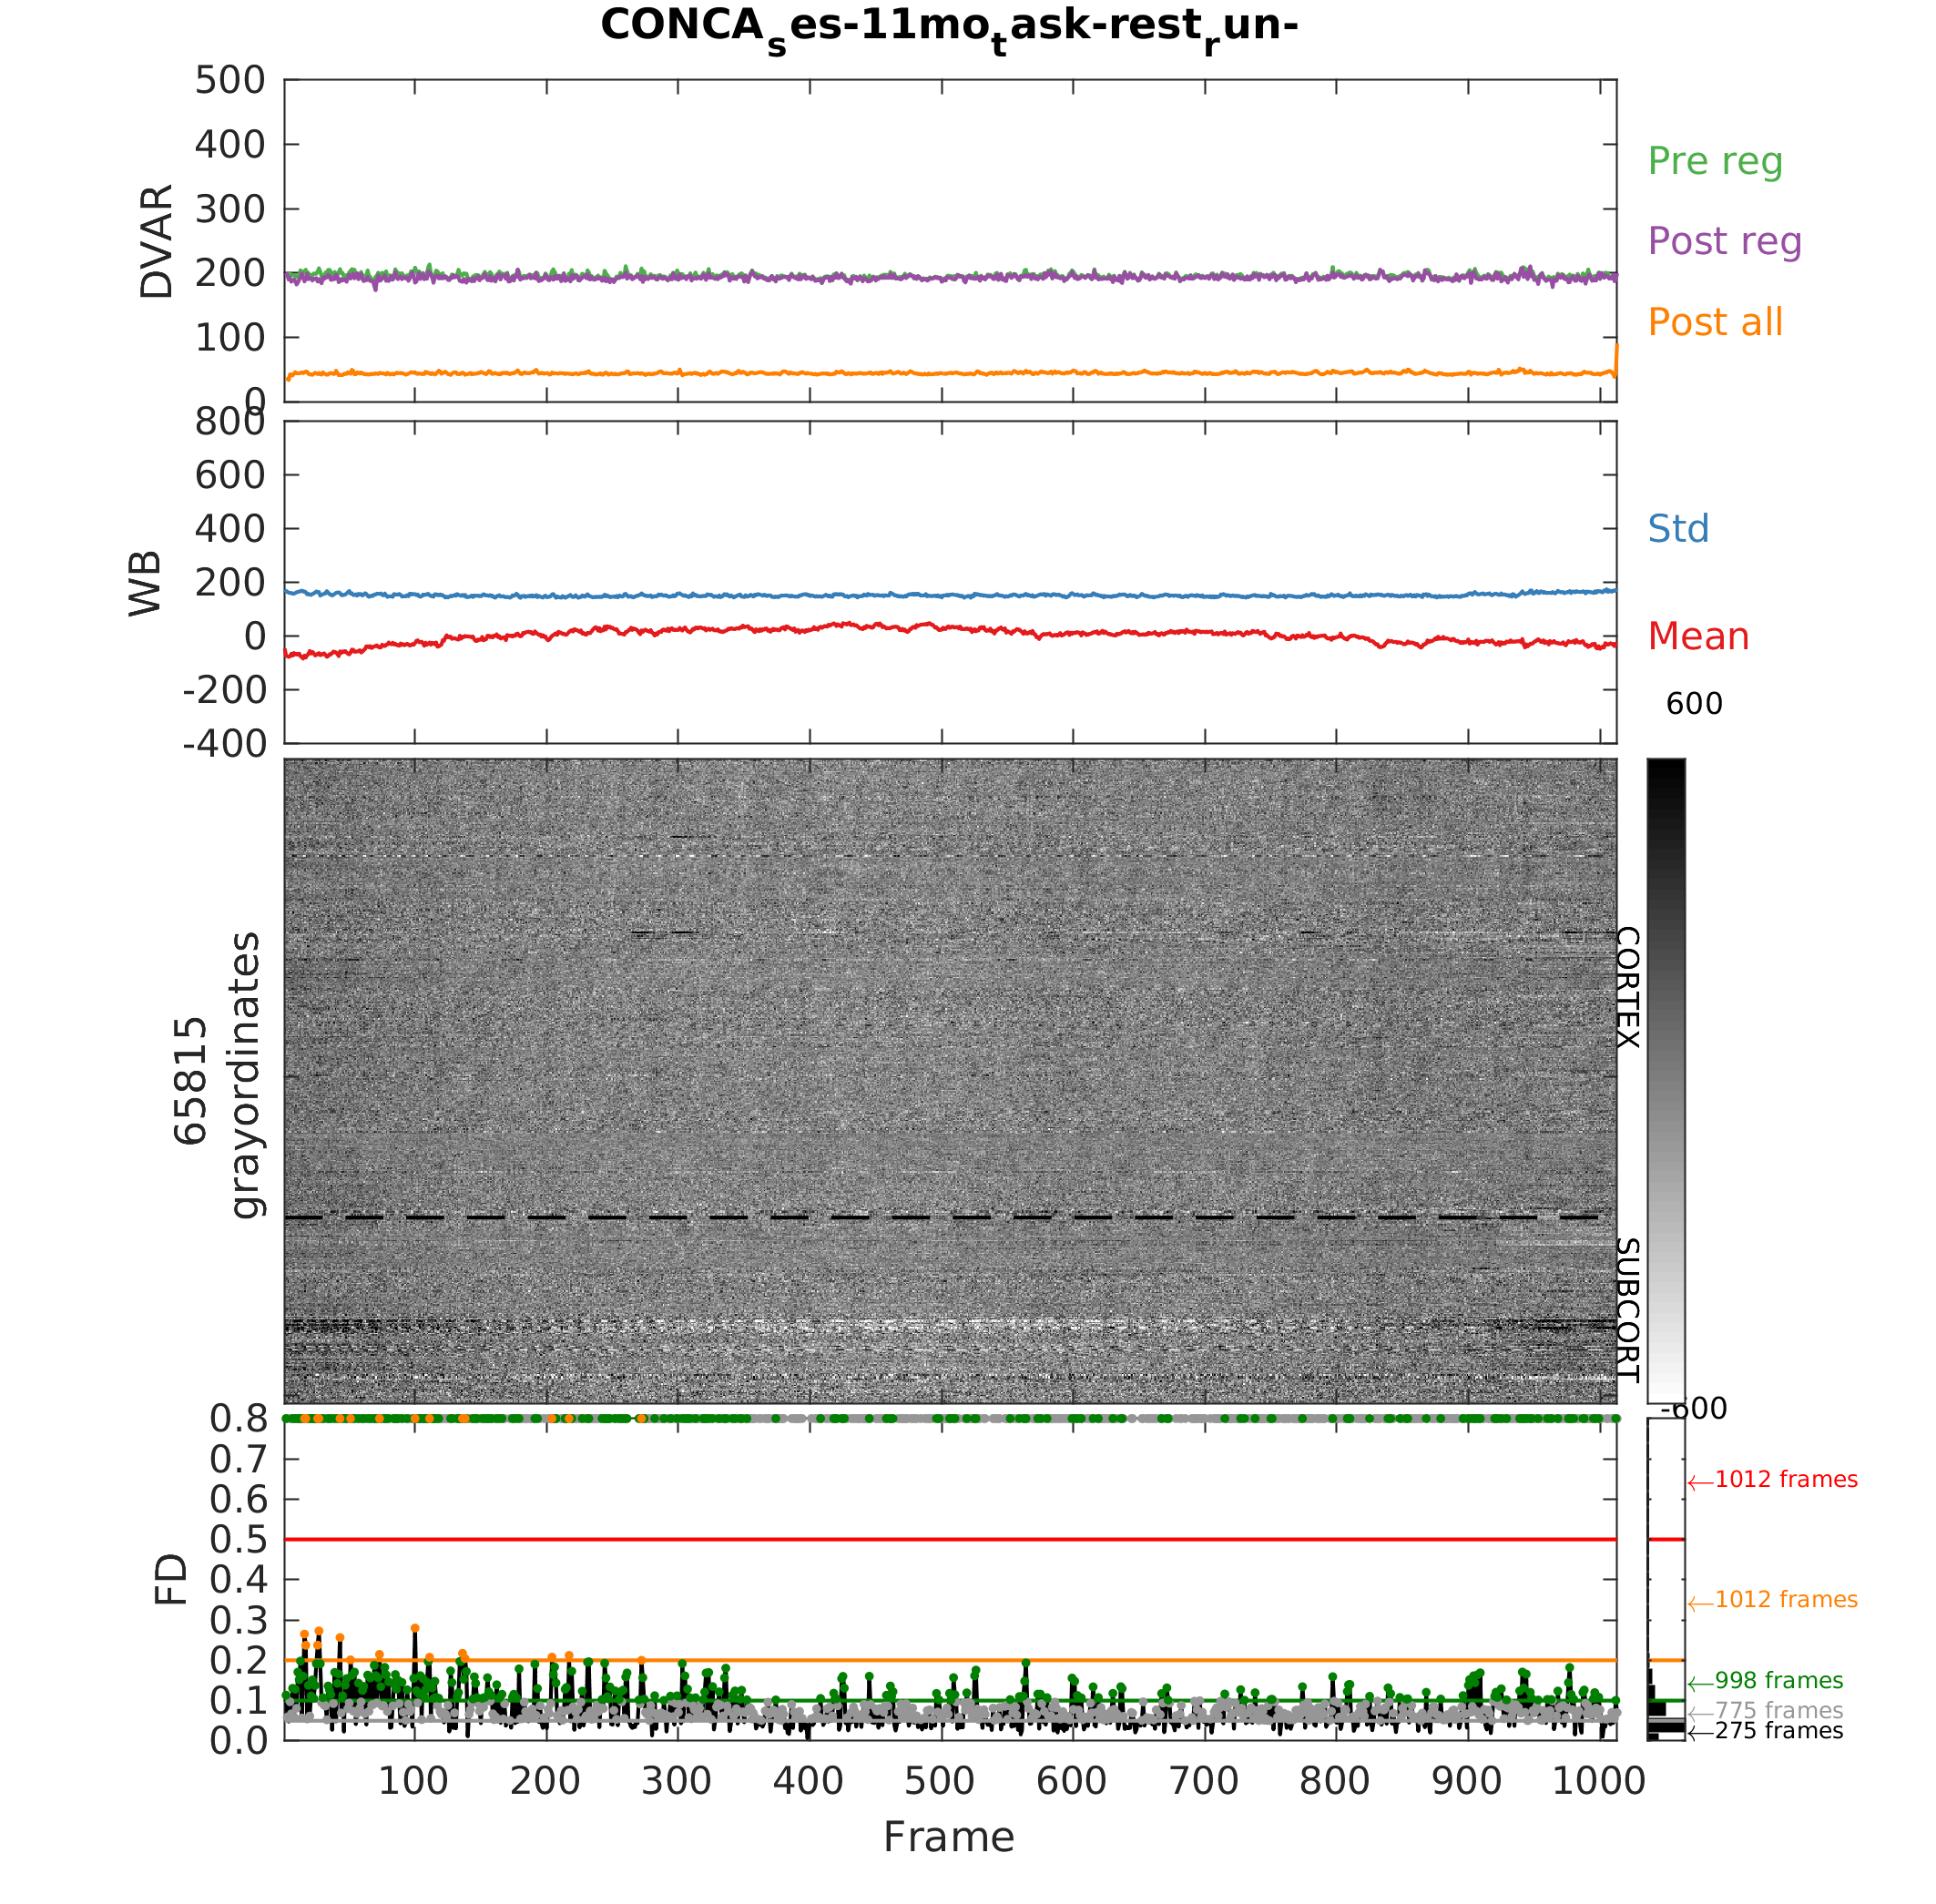 CONCAses-11motask-restrun-
500
400
300
200
100
0
DVAR
Pre reg
Post reg
Post all
800
600
400
200
0
-200
-400
WB
Std
Mean
600
65815
grayordinates
CORTEX
SUBCORT
-600
0.8
0.7
0.6
0.5
0.4
0.3
0.2
0.1
0.0
FD
←1012 frames
←1012 frames
←998 frames
←775 frames
←275 frames
100 200 300 400 500 600 700 800 900 1000
Frame